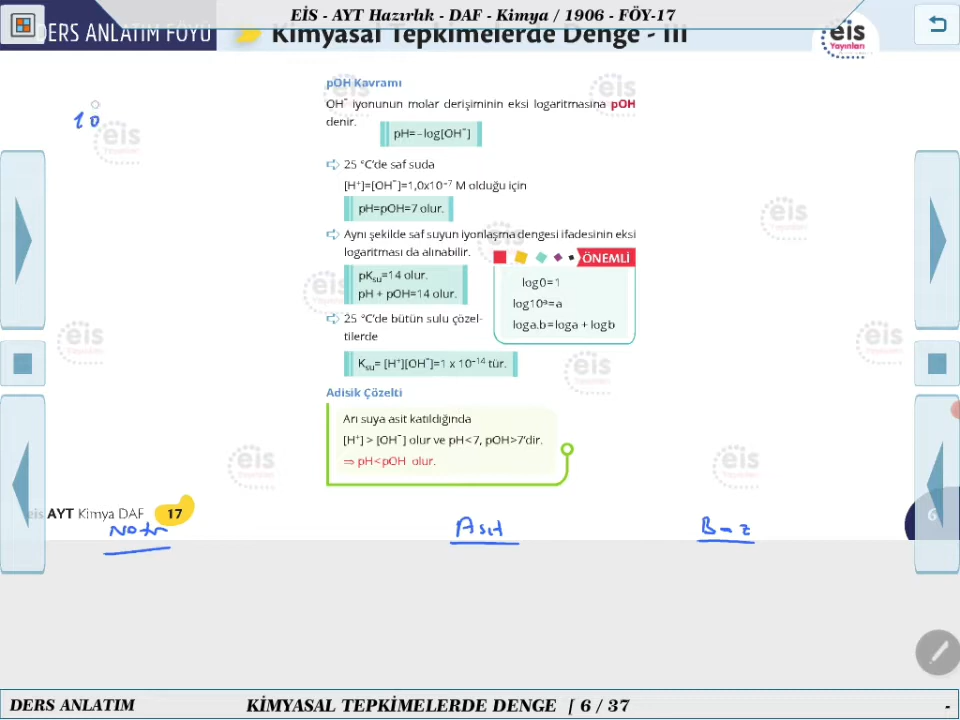 EİS - AYT Hazırlık - DAF - Kimya / 1906 - FÖY-17
DERS ANLATIM FÖYÜ
Kimyasal Tepkimelerde Denge - III
eis
Yayınları
pOH Kavramı
OH⁻ iyonunun molar derişiminin eksi logaritmasına pOH
denir.
pH=-log[OH⁻]
10
25 °C'de saf suda
[H⁺]=[OH⁻]=1,0x10⁻⁷ M olduğu için
pH=pOH=7 olur.
Aynı şekilde saf suyun iyonlaşma dengesi ifadesinin eksi
logaritması da alınabilir.
pKsu=14 olur.
pH + pOH=14 olur.
ÖNEMLİ
log0=1
log10ᵃ=a
loga.b=loga + logb
25 °C'de bütün sulu çözel-
tilerde
Ksu= [H⁺][OH⁻]=1 x 10⁻¹⁴ tür.
Adisik Çözelti
Arı suya asit katıldığında
[H⁺] > [OH⁻] olur ve pH<7, pOH>7'dir.
⇒ pH<pOH olur.
eis AYT Kimya DAF 17
6
Nötr
Asit
Baz
DERS ANLATIM
KİMYASAL TEPKİMELERDE DENGE [ 6 / 37
-